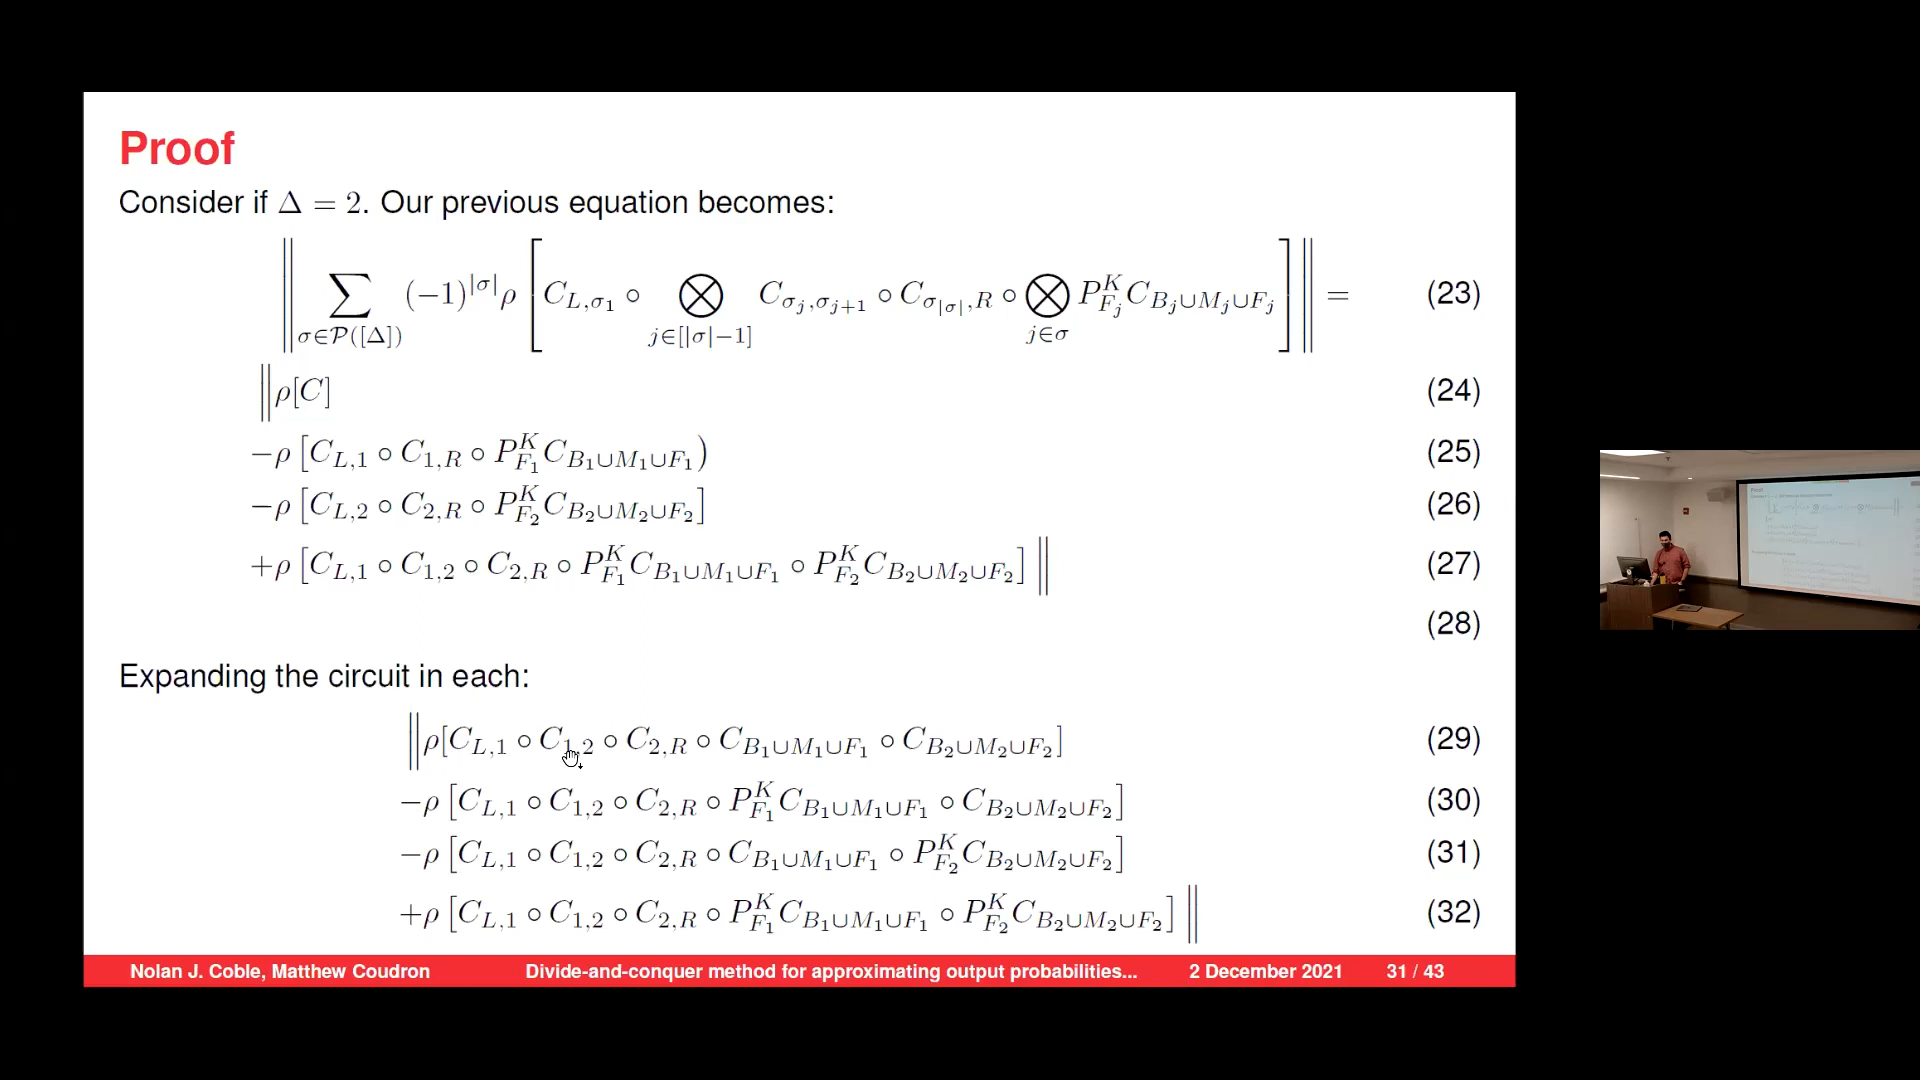 Proof
Consider if Δ = 2. Our previous equation becomes:
‖ ∑_{σ∈𝒫([Δ])} (−1)^{|σ|} ρ [ C_{L,σ_1} ∘ ⨂_{j∈[|σ|−1]} C_{σ_j,σ_{j+1}} ∘ C_{σ_{|σ|},R} ∘ ⨂_{j∈σ} P^K_{F_j} C_{B_j∪M_j∪F_j} ] ‖ = (23)
‖ ρ[C] (24)
−ρ [C_{L,1} ∘ C_{1,R} ∘ P^K_{F_1} C_{B_1∪M_1∪F_1}) (25)
−ρ [C_{L,2} ∘ C_{2,R} ∘ P^K_{F_2} C_{B_2∪M_2∪F_2}] (26)
+ρ [C_{L,1} ∘ C_{1,2} ∘ C_{2,R} ∘ P^K_{F_1} C_{B_1∪M_1∪F_1} ∘ P^K_{F_2} C_{B_2∪M_2∪F_2}] ‖ (27)
(28)
Expanding the circuit in each:
‖ ρ[C_{L,1} ∘ C_{1,2} ∘ C_{2,R} ∘ C_{B_1∪M_1∪F_1} ∘ C_{B_2∪M_2∪F_2}] (29)
−ρ [C_{L,1} ∘ C_{1,2} ∘ C_{2,R} ∘ P^K_{F_1} C_{B_1∪M_1∪F_1} ∘ C_{B_2∪M_2∪F_2}] (30)
−ρ [C_{L,1} ∘ C_{1,2} ∘ C_{2,R} ∘ C_{B_1∪M_1∪F_1} ∘ P^K_{F_2} C_{B_2∪M_2∪F_2}] (31)
+ρ [C_{L,1} ∘ C_{1,2} ∘ C_{2,R} ∘ P^K_{F_1} C_{B_1∪M_1∪F_1} ∘ P^K_{F_2} C_{B_2∪M_2∪F_2}] ‖ (32)
Nolan J. Coble, Matthew Coudron Divide-and-conquer method for approximating output probabilities... 2 December 2021 31 / 43